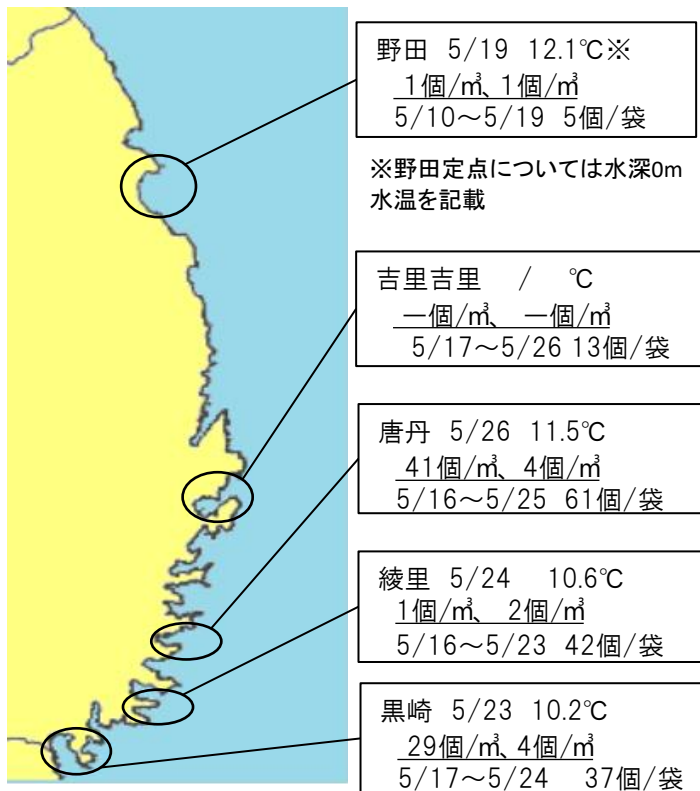 野田 5/19 12.1℃※
1個/㎥、1個/㎥
5/10～5/19 5個/袋
※野田定点については水深0m
水温を記載
吉里吉里 / ℃
―個/㎥、 ―個/㎥
5/17～5/26 13個/袋
唐丹 5/26 11.5℃
41個/㎥、4個/㎥
5/16～5/25 61個/袋
綾里 5/24 10.6℃
1個/㎥、 2個/㎥
5/16～5/23 42個/袋
黒崎 5/23 10.2℃
29個/㎥、4個/㎥
5/17～5/24 37個/袋